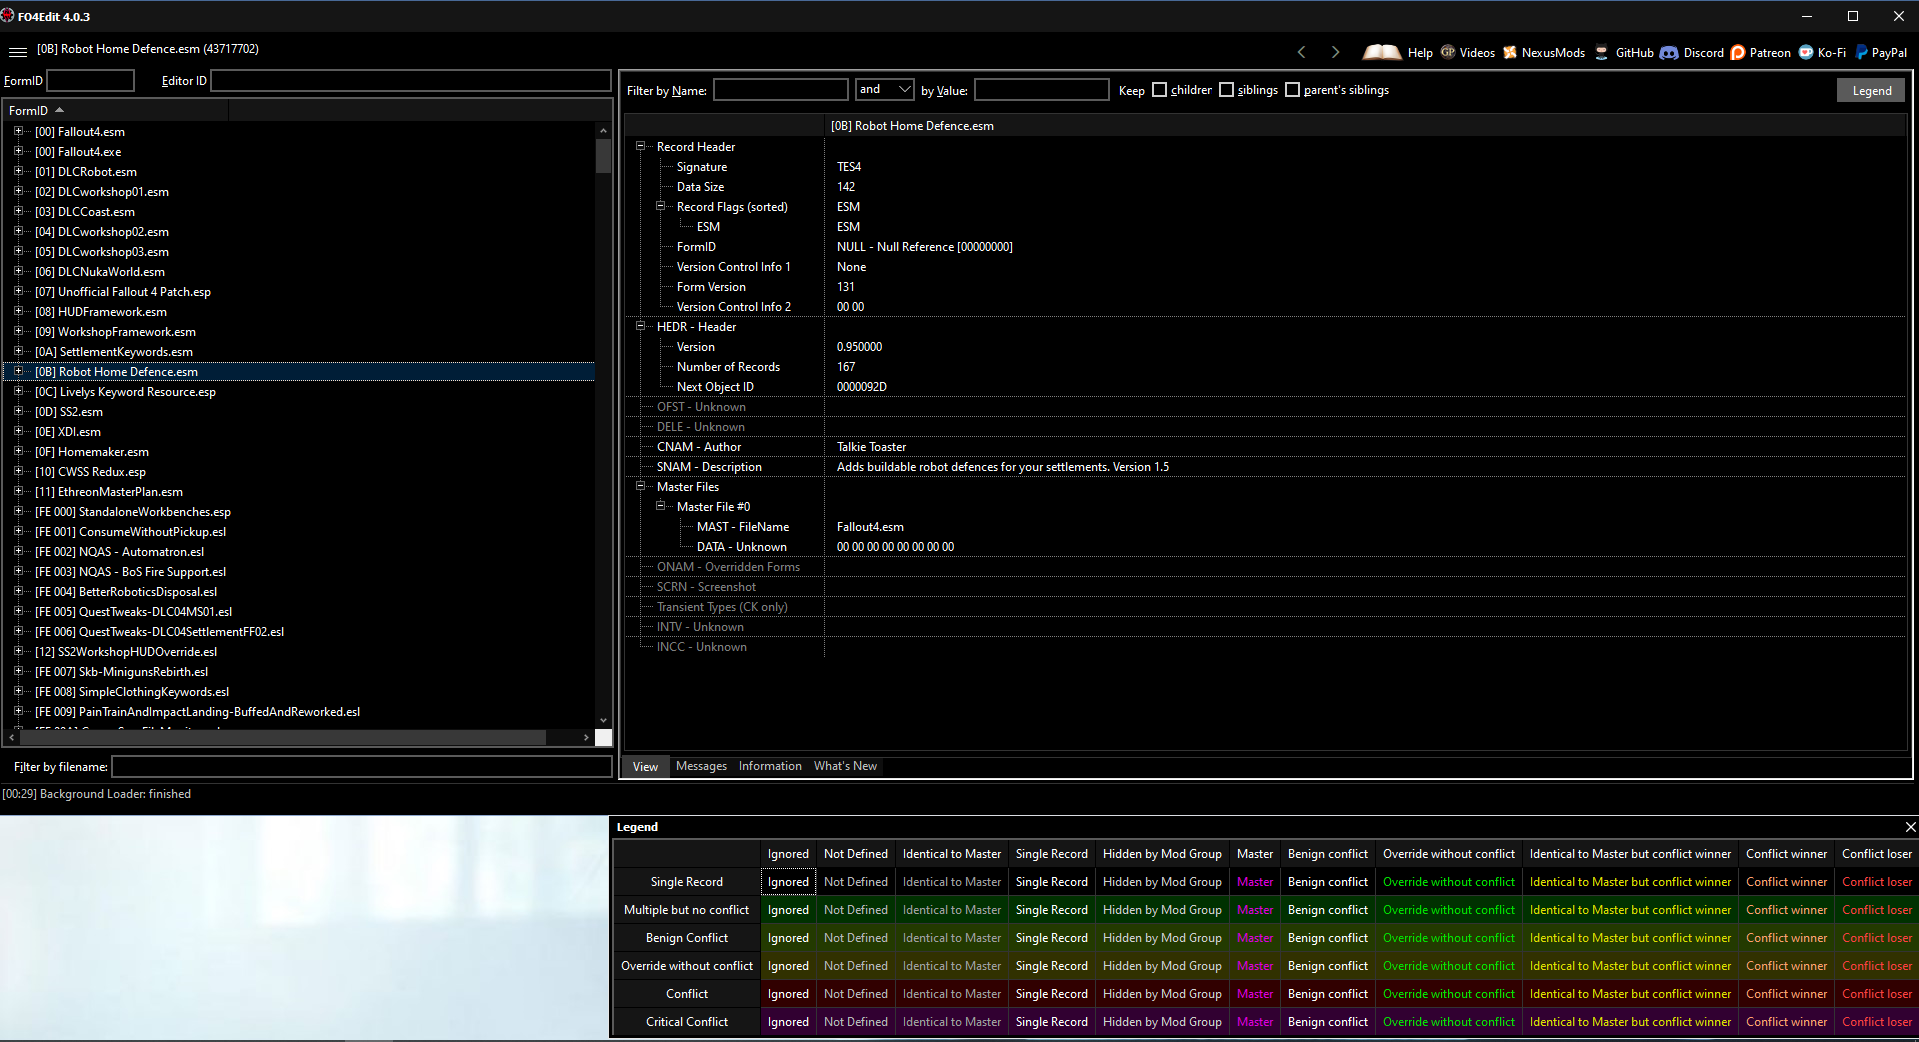 FO4Edit 4.0.3
[0B] Robot Home Defence.esm (43717702)
Help Videos NexusMods GitHub Discord Patreon Ko-Fi PayPal
FormID Editor ID
FormID
[00] Fallout4.esm
[00] Fallout4.exe
[01] DLCRobot.esm
[02] DLCworkshop01.esm
[03] DLCCoast.esm
[04] DLCworkshop02.esm
[05] DLCworkshop03.esm
[06] DLCNukaWorld.esm
[07] Unofficial Fallout 4 Patch.esp
[08] HUDFramework.esm
[09] WorkshopFramework.esm
[0A] SettlementKeywords.esm
[0B] Robot Home Defence.esm
[0C] Livelys Keyword Resource.esp
[0D] SS2.esm
[0E] XDI.esm
[0F] Homemaker.esm
[10] CWSS Redux.esp
[11] EthreonMasterPlan.esm
[FE 000] StandaloneWorkbenches.esp
[FE 001] ConsumeWithoutPickup.esl
[FE 002] NQAS - Automatron.esl
[FE 003] NQAS - BoS Fire Support.esl
[FE 004] BetterRoboticsDisposal.esl
[FE 005] QuestTweaks-DLC04MS01.esl
[FE 006] QuestTweaks-DLC04SettlementFF02.esl
[12] SS2WorkshopHUDOverride.esl
[FE 007] Skb-MinigunsRebirth.esl
[FE 008] SimpleClothingKeywords.esl
[FE 009] PainTrainAndImpactLanding-BuffedAndReworked.esl
Filter by filename:
[00:29] Background Loader: finished
Filter by Name: and by Value: Keep children siblings parent's siblings Legend
[0B] Robot Home Defence.esm
Record Header
Signature TES4
Data Size 142
Record Flags (sorted) ESM
ESM ESM
FormID NULL - Null Reference [00000000]
Version Control Info 1 None
Form Version 131
Version Control Info 2 00 00
HEDR - Header
Version 0.950000
Number of Records 167
Next Object ID 0000092D
OFST - Unknown
DELE - Unknown
CNAM - Author Talkie Toaster
SNAM - Description Adds buildable robot defences for your settlements. Version 1.5
Master Files
Master File #0
MAST - FileName Fallout4.esm
DATA - Unknown 00 00 00 00 00 00 00 00
ONAM - Overridden Forms
SCRN - Screenshot
Transient Types (CK only)
INTV - Unknown
INCC - Unknown
View Messages Information What's New
Legend
Ignored Not Defined Identical to Master Single Record Hidden by Mod Group Master Benign conflict Override without conflict Identical to Master but conflict winner Conflict winner Conflict loser
Single Record Ignored Not Defined Identical to Master Single Record Hidden by Mod Group Master Benign conflict Override without conflict Identical to Master but conflict winner Conflict winner Conflict loser
Multiple but no conflict Ignored Not Defined Identical to Master Single Record Hidden by Mod Group Master Benign conflict Override without conflict Identical to Master but conflict winner Conflict winner Conflict loser
Benign Conflict Ignored Not Defined Identical to Master Single Record Hidden by Mod Group Master Benign conflict Override without conflict Identical to Master but conflict winner Conflict winner Conflict loser
Override without conflict Ignored Not Defined Identical to Master Single Record Hidden by Mod Group Master Benign conflict Override without conflict Identical to Master but conflict winner Conflict winner Conflict loser
Conflict Ignored Not Defined Identical to Master Single Record Hidden by Mod Group Master Benign conflict Override without conflict Identical to Master but conflict winner Conflict winner Conflict loser
Critical Conflict Ignored Not Defined Identical to Master Single Record Hidden by Mod Group Master Benign conflict Override without conflict Identical to Master but conflict winner Conflict winner Conflict loser